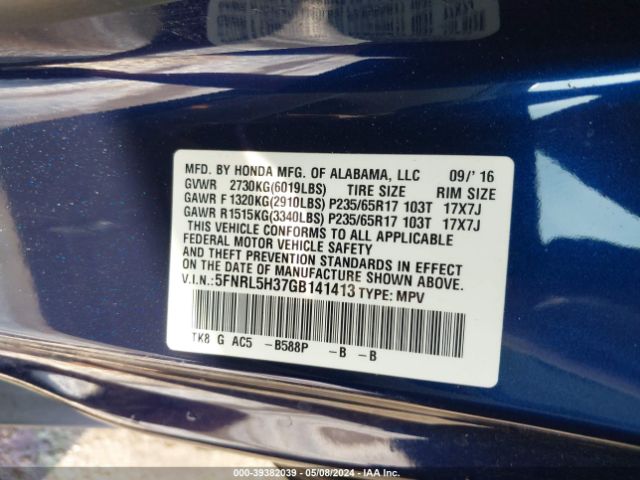 MFD. BY HONDA MFG. OF ALABAMA, LLC 09/' 16
GVWR 2730KG(6019LBS) TIRE SIZE RIM SIZE
GAWR F 1320KG(2910LBS) P235/65R17 103T 17X7J
GAWR R1515KG(3340LBS) P235/65R17 103T 17X7J
THIS VEHICLE CONFORMS TO ALL APPLICABLE
FEDERAL MOTOR VEHICLE SAFETY
AND THEFT PREVENTION STANDARDS IN EFFECT
ON THE DATE OF MANUFACTURE SHOWN ABOVE.
V.I.N.:5FNRL5H37GB141413 TYPE: MPV
TK8 G AC5 -B588P -B -B
000-39382039 - 05/08/2024 - IAA Inc.